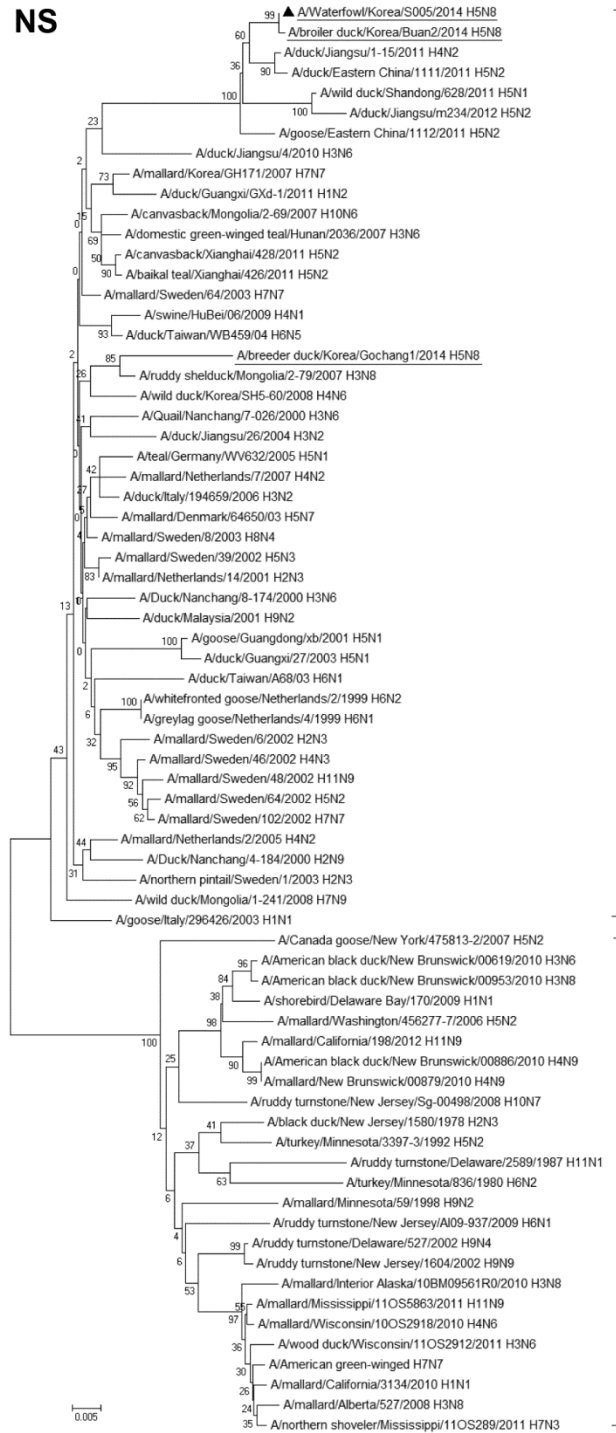 NS
99
A/Waterfowl/Korea/S005/2014 H5N8
A/broiler duck/Korea/Buan2/2014 H5N8
60
A/duck/Jiangsu/1-15/2011 H4N2
36
90
A/duck/Eastern China/1111/2011 H5N2
A/wild duck/Shandong/628/2011 H5N1
100
100
A/duck/Jiangsu/m234/2012 H5N2
23
A/goose/Eastern China/1112/2011 H5N2
A/duck/Jiangsu/4/2010 H3N6
2
73
A/mallard/Korea/GH171/2007 H7N7
A/duck/Guangxi/GXd-1/2011 H1N2
15
A/canvasback/Mongolia/2-69/2007 H10N6
0
69
A/domestic green-winged teal/Hunan/2036/2007 H3N6
50
A/canvasback/Xianghai/428/2011 H5N2
0
90
A/baikal teal/Xianghai/426/2011 H5N2
A/mallard/Sweden/64/2003 H7N7
A/swine/HuBei/06/2009 H4N1
93
A/duck/Taiwan/WB459/04 H6N5
2
85
A/breeder duck/Korea/Gochang1/2014 H5N8
26
A/ruddy shelduck/Mongolia/2-79/2007 H3N8
A/wild duck/Korea/SH5-60/2008 H4N6
41
A/Quail/Nanchang/7-026/2000 H3N6
0
A/duck/Jiangsu/26/2004 H3N2
A/teal/Germany/WV632/2005 H5N1
42
A/mallard/Netherlands/7/2007 H4N2
27
A/duck/Italy/194659/2006 H3N2
0
5
A/mallard/Denmark/64650/03 H5N7
4
A/mallard/Sweden/8/2003 H8N4
A/mallard/Sweden/39/2002 H5N3
83
A/mallard/Netherlands/14/2001 H2N3
13
A/Duck/Nanchang/8-174/2000 H3N6
A/duck/Malaysia/2001 H9N2
100
A/goose/Guangdong/xb/2001 H5N1
0
A/duck/Guangxi/27/2003 H5N1
2
A/duck/Taiwan/A68/03 H6N1
100
A/whitefronted goose/Netherlands/2/1999 H6N2
6
A/greylag goose/Netherlands/4/1999 H6N1
32
A/mallard/Sweden/6/2002 H2N3
43
95
A/mallard/Sweden/46/2002 H4N3
92
A/mallard/Sweden/48/2002 H11N9
56
A/mallard/Sweden/64/2002 H5N2
62
A/mallard/Sweden/102/2002 H7N7
44
A/mallard/Netherlands/2/2005 H4N2
A/Duck/Nanchang/4-184/2000 H2N9
31
A/northern pintail/Sweden/1/2003 H2N3
A/wild duck/Mongolia/1-241/2008 H7N9
A/goose/Italy/296426/2003 H1N1
A/Canada goose/New York/475813-2/2007 H5N2
96
A/American black duck/New Brunswick/00619/2010 H3N6
84
A/American black duck/New Brunswick/00953/2010 H3N8
38
A/shorebird/Delaware Bay/170/2009 H1N1
98
A/mallard/Washington/456277-7/2006 H5N2
100
A/mallard/California/198/2012 H11N9
25
90
A/American black duck/New Brunswick/00886/2010 H4N9
99
A/mallard/New Brunswick/00879/2010 H4N9
A/ruddy turnstone/New Jersey/Sg-00498/2008 H10N7
12
41
A/black duck/New Jersey/1580/1978 H2N3
37
A/turkey/Minnesota/3397-3/1992 H5N2
A/ruddy turnstone/Delaware/2589/1987 H11N1
6
63
A/turkey/Minnesota/836/1980 H6N2
A/mallard/Minnesota/59/1998 H9N2
4
A/ruddy turnstone/New Jersey/AI09-937/2009 H6N1
6
99
A/ruddy turnstone/Delaware/527/2002 H9N4
A/ruddy turnstone/New Jersey/1604/2002 H9N9
53
A/mallard/Interior Alaska/10BM09561R0/2010 H3N8
55
A/mallard/Mississippi/11OS5863/2011 H11N9
97
A/mallard/Wisconsin/10OS2918/2010 H4N6
36
A/wood duck/Wisconsin/11OS2912/2011 H3N6
30
A/American green-winged H7N7
26
A/mallard/California/3134/2010 H1N1
24
A/mallard/Alberta/527/2008 H3N8
35
A/northern shoveler/Mississippi/11OS289/2011 H7N3
0.005